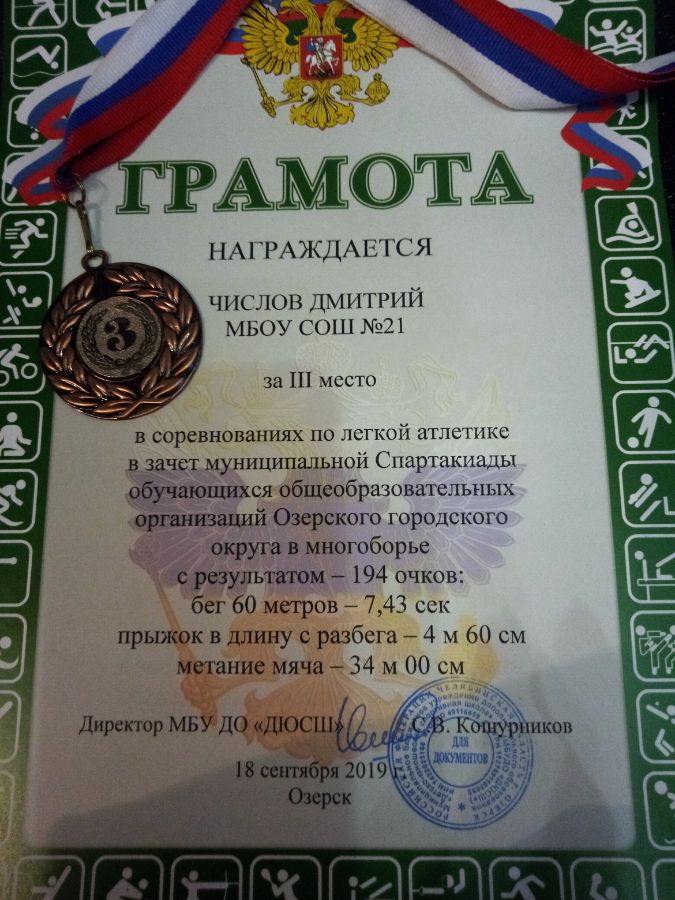 ГРАМОТА
НАГРАЖДАЕТСЯ
ЧИСЛОВ ДМИТРИЙ
МБОУ СОШ №21
3
за III место
в соревнованиях по легкой атлетике
в зачет муниципальной Спартакиады
обучающихся общеобразовательных
организаций Озерского городского
округа в многоборье
с результатом – 194 очков:
бег 60 метров – 7,43 сек
прыжок в длину с разбега – 4 м 60 см
метание мяча – 34 м 00 см
Директор МБУ ДО «ДЮСШ» С.В. Кошурников
ДЛЯ
ДОКУМЕНТОВ
18 сентября 2019 г.
Озерск